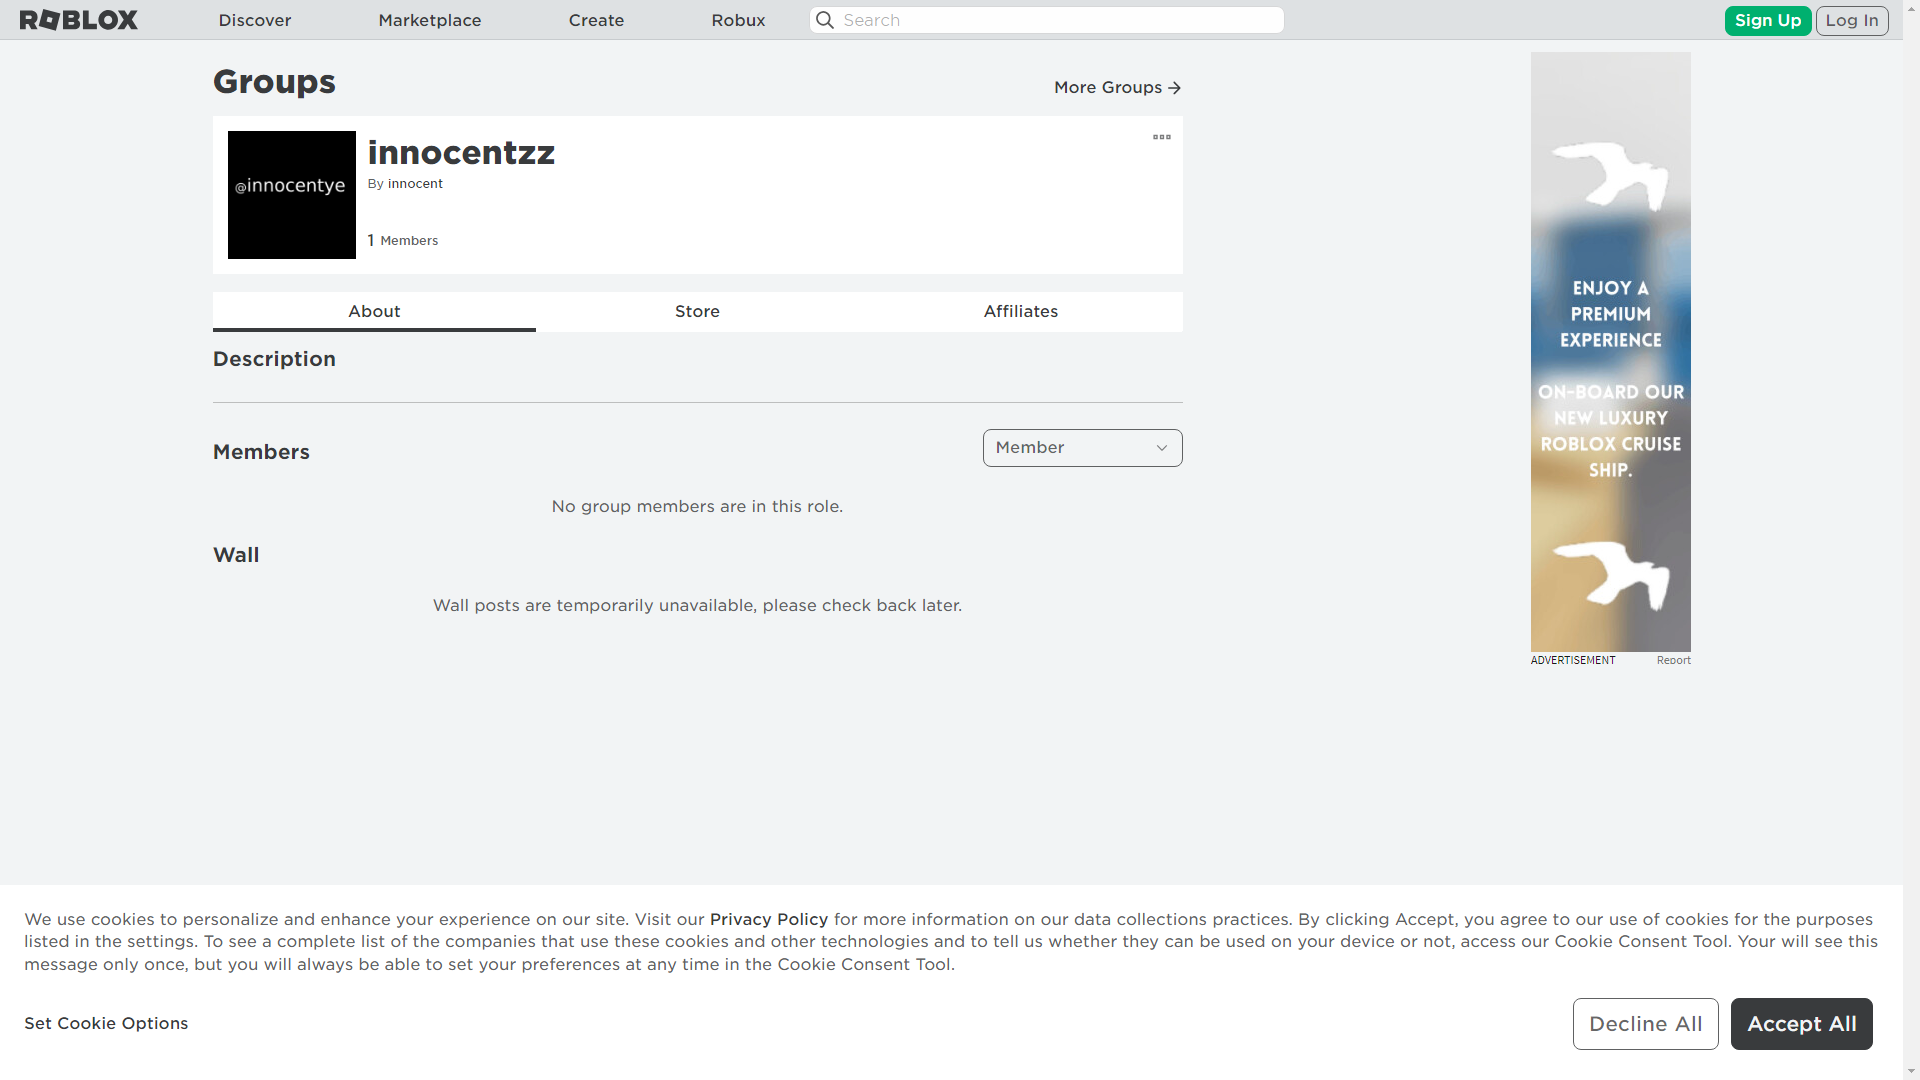 ROBLOX
Discover
Marketplace
Create
Robux
Search
Sign Up
Log In
Groups
More Groups
@innocentye
innocentzz
By innocent
1 Members
About
Store
Affiliates
Description
Members
Member
No group members are in this role.
Wall
Wall posts are temporarily unavailable, please check back later.
ENJOY A
PREMIUM
EXPERIENCE
ON-BOARD OUR
NEW LUXURY
ROBLOX CRUISE
SHIP.
ADVERTISEMENT
Report
We use cookies to personalize and enhance your experience on our site. Visit our Privacy Policy for more information on our data collections practices. By clicking Accept, you agree to our use of cookies for the purposes
listed in the settings. To see a complete list of the companies that use these cookies and other technologies and to tell us whether they can be used on your device or not, access our Cookie Consent Tool. Your will see this
message only once, but you will always be able to set your preferences at any time in the Cookie Consent Tool.
Set Cookie Options
Decline All
Accept All